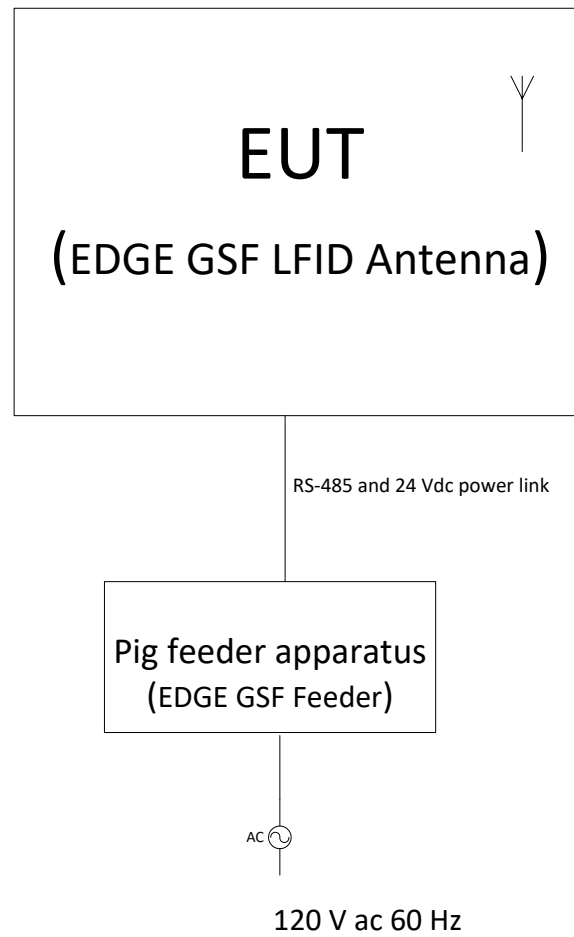 EUT
(EDGE GSF LFID Antenna)
RS-485 and 24 Vdc power link
Pig feeder apparatus
(EDGE GSF Feeder)
AC
120 V ac 60 Hz